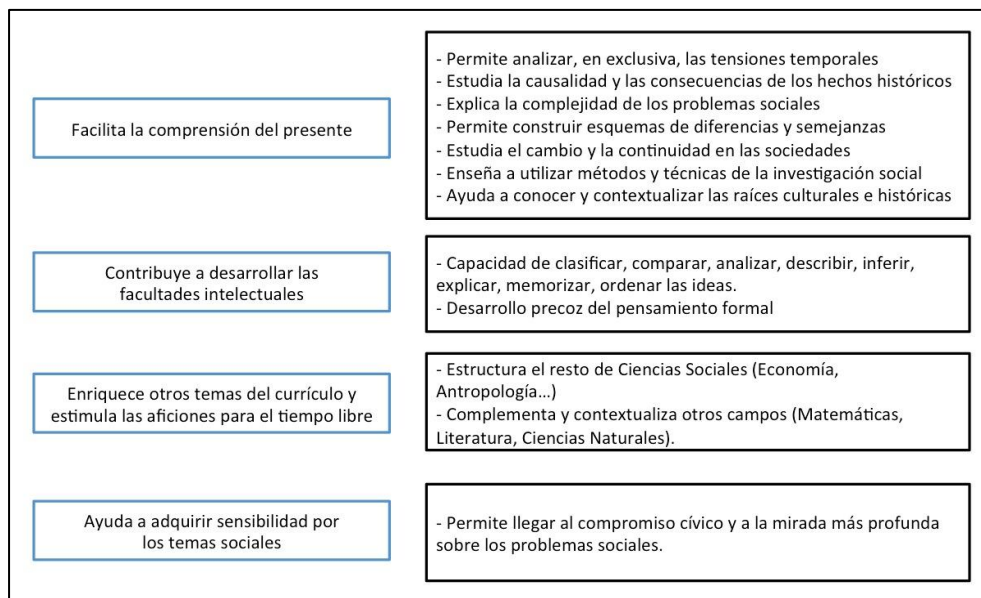 Facilita la comprensión del presente
- Permite analizar, en exclusiva, las tensiones temporales
- Estudia la causalidad y las consecuencias de los hechos históricos
- Explica la complejidad de los problemas sociales
- Permite construir esquemas de diferencias y semejanzas
- Estudia el cambio y la continuidad en las sociedades
- Enseña a utilizar métodos y técnicas de la investigación social
- Ayuda a conocer y contextualizar las raíces culturales e históricas
Contribuye a desarrollar las
facultades intelectuales
- Capacidad de clasificar, comparar, analizar, describir, inferir,
explicar, memorizar, ordenar las ideas.
- Desarrollo precoz del pensamiento formal
Enriquece otros temas del currículo y
estimula las aficiones para el tiempo libre
- Estructura el resto de Ciencias Sociales (Economía,
Antropología...)
- Complementa y contextualiza otros campos (Matemáticas,
Literatura, Ciencias Naturales).
Ayuda a adquirir sensibilidad por
los temas sociales
- Permite llegar al compromiso cívico y a la mirada más profunda
sobre los problemas sociales.